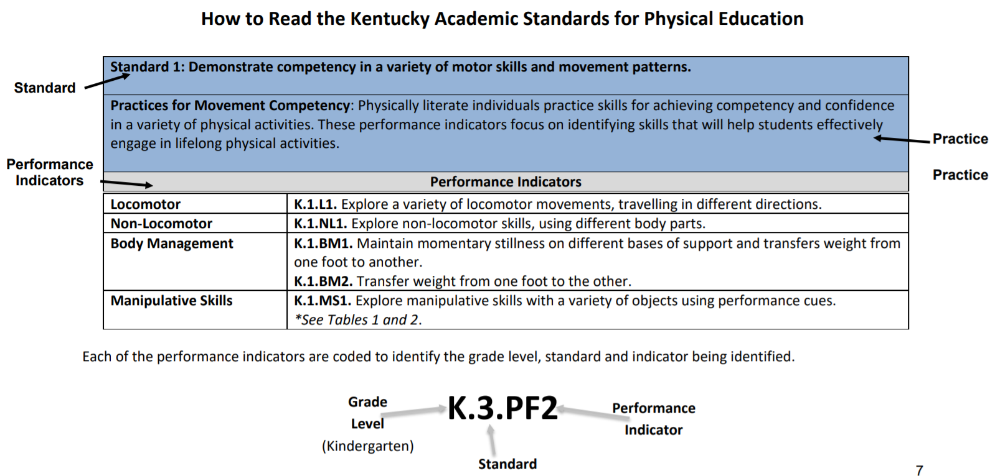 How to Read the Kentucky Academic Standards for Physical Education
Standard 1: Demonstrate competency in a variety of motor skills and movement patterns.
Standard
Practices for Movement Competency: Physically literate individuals practice skills for achieving competency and confidence
in a variety of physical activities. These performance indicators focus on identifying skills that will help students effectively
engage in lifelong physical activities.
Practice
Performance
Indicators
Practice
Performance Indicators
Locomotor
K.1.L1. Explore a variety of locomotor movements, travelling in different directions.
Non-Locomotor
K.1.NL1. Explore non-locomotor skills, using different body parts.
Body Management
K.1.BM1. Maintain momentary stillness on different bases of support and transfers weight from
one foot to another.
K.1.BM2. Transfer weight from one foot to the other.
Manipulative Skills
K.1.MS1. Explore manipulative skills with a variety of objects using performance cues.
*See Tables 1 and 2.
Each of the performance indicators are coded to identify the grade level, standard and indicator being identified.
Grade
Level
(Kindergarten)
K.3.PF2
Performance
Indicator
Standard
7